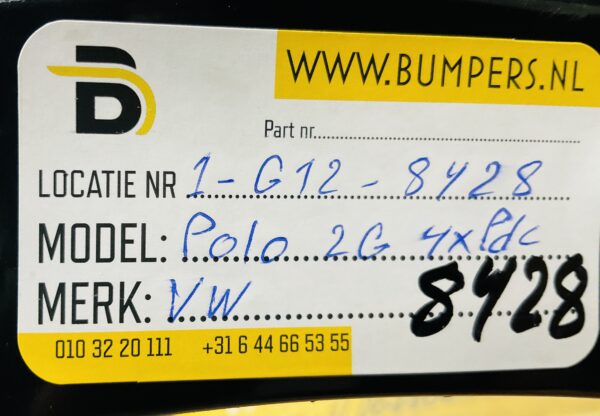 B
WWW.BUMPERS.NL
Part nr.
LOCATIE NR 1-G12-8428
MODEL: Polo 2G 4xPdc
MERK: VW
8428
010 32 20 111 +31 6 44 66 53 55